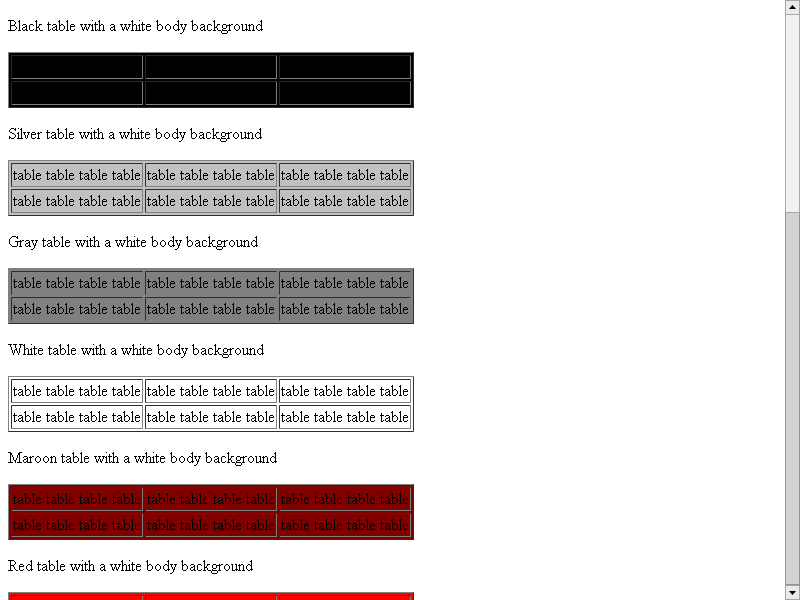 Black table with a white body background
Silver table with a white body background
table table table table table table table table table table table table
table table table table table table table table table table table table
Gray table with a white body background
table table table table table table table table table table table table
table table table table table table table table table table table table
White table with a white body background
table table table table table table table table table table table table
table table table table table table table table table table table table
Maroon table with a white body background
table table table table table table table table table table table table
table table table table table table table table table table table table
Red table with a white body background